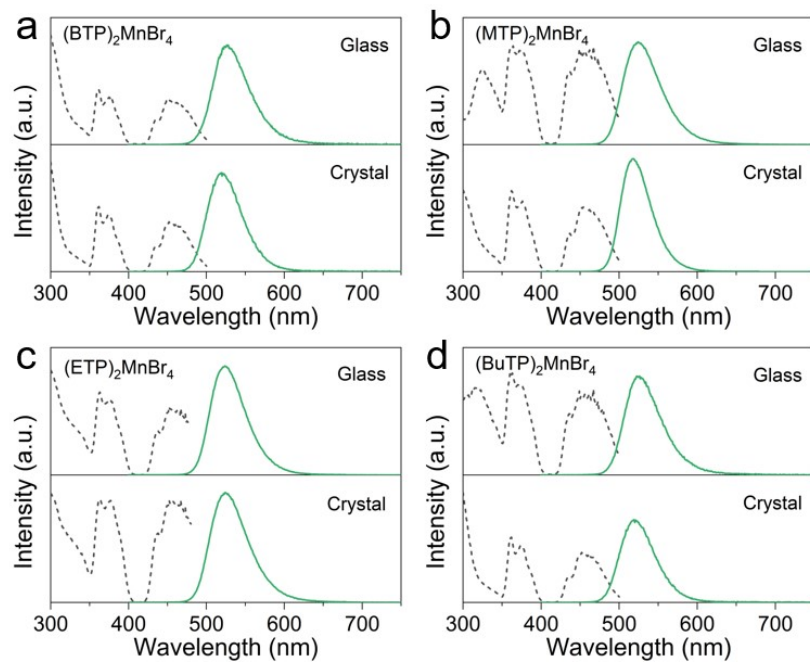 a
(BTP)₂MnBr₄
Glass
Crystal
Intensity (a.u.)
300 400 500 600 700
Wavelength (nm)
b
(MTP)₂MnBr₄
Glass
Crystal
Intensity (a.u.)
300 400 500 600 700
Wavelength (nm)
c
(ETP)₂MnBr₄
Glass
Crystal
Intensity (a.u.)
300 400 500 600 700
Wavelength (nm)
d
(BuTP)₂MnBr₄
Glass
Crystal
Intensity (a.u.)
300 400 500 600 700
Wavelength (nm)